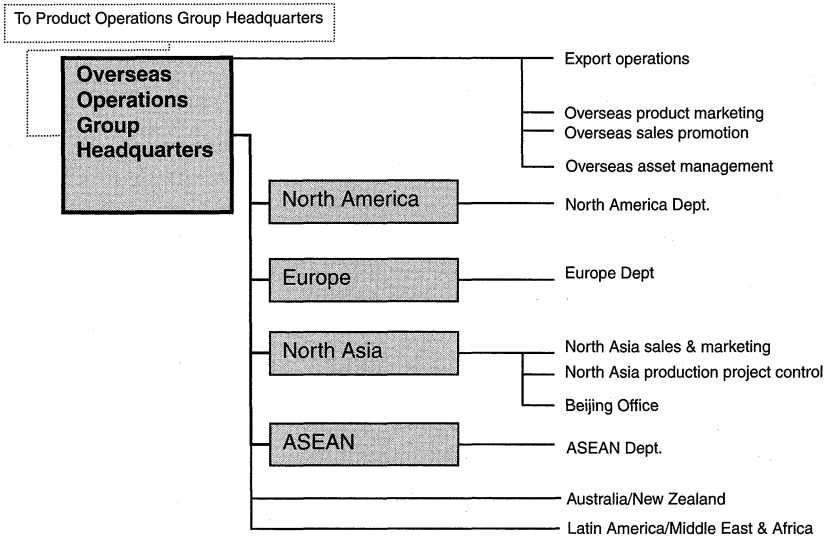 To Product Operations Group Headquarters
Overseas
Operations
Group
Headquarters
Export operations
Overseas product marketing
Overseas sales promotion
Overseas asset management
North America
North America Dept.
Europe
Europe Dept
North Asia
North Asia sales & marketing
North Asia production project control
Beijing Office
ASEAN
ASEAN Dept.
Australia/New Zealand
Latin America/Middle East & Africa